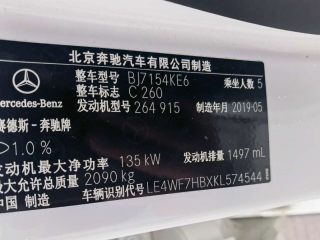 北京奔驰汽车有限公司制造
整车型号 BJ7154KE6 乘坐人数 5
整车标志 C 260
ercedes-Benz 发动机型号 264 915 制造年月 2019-05
赛德斯-奔驰牌
>1.0 %
发动机最大净功率 135 kW 发动机排量 1497 mL
最大允许总质量 2090 kg
中国 制造 车辆识别代号 LE4WF7HBXKL574544